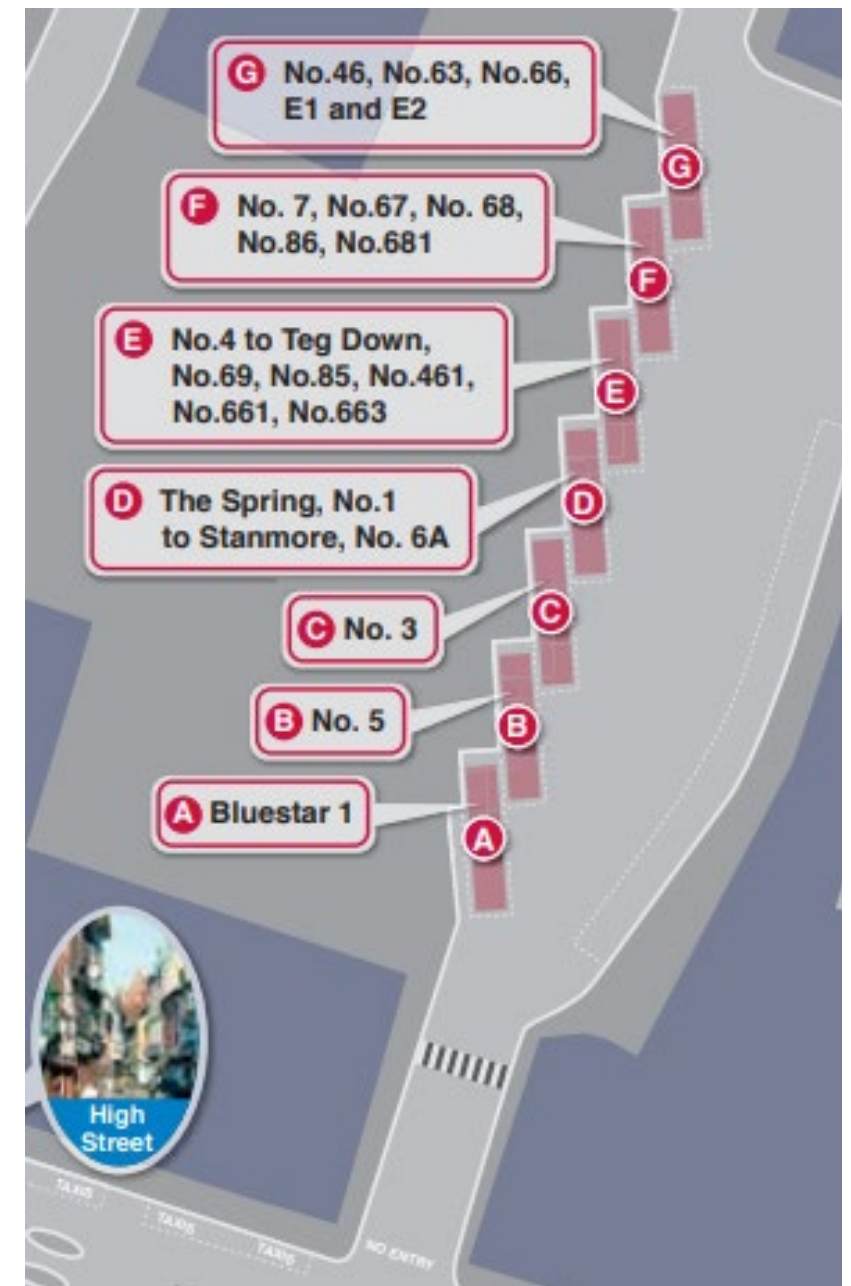 G No.46, No.63, No.66,
E1 and E2
G
F No. 7, No.67, No. 68,
No.86, No.681
F
E No.4 to Teg Down,
No.69, No.85, No.461,
No.661, No.663
E
D The Spring, No.1
to Stanmore, No. 6A
D
C No. 3
C
B No. 5
B
A Bluestar 1
A
High
Street
TAXIS
TAXIS
TAXIS
NO ENTRY